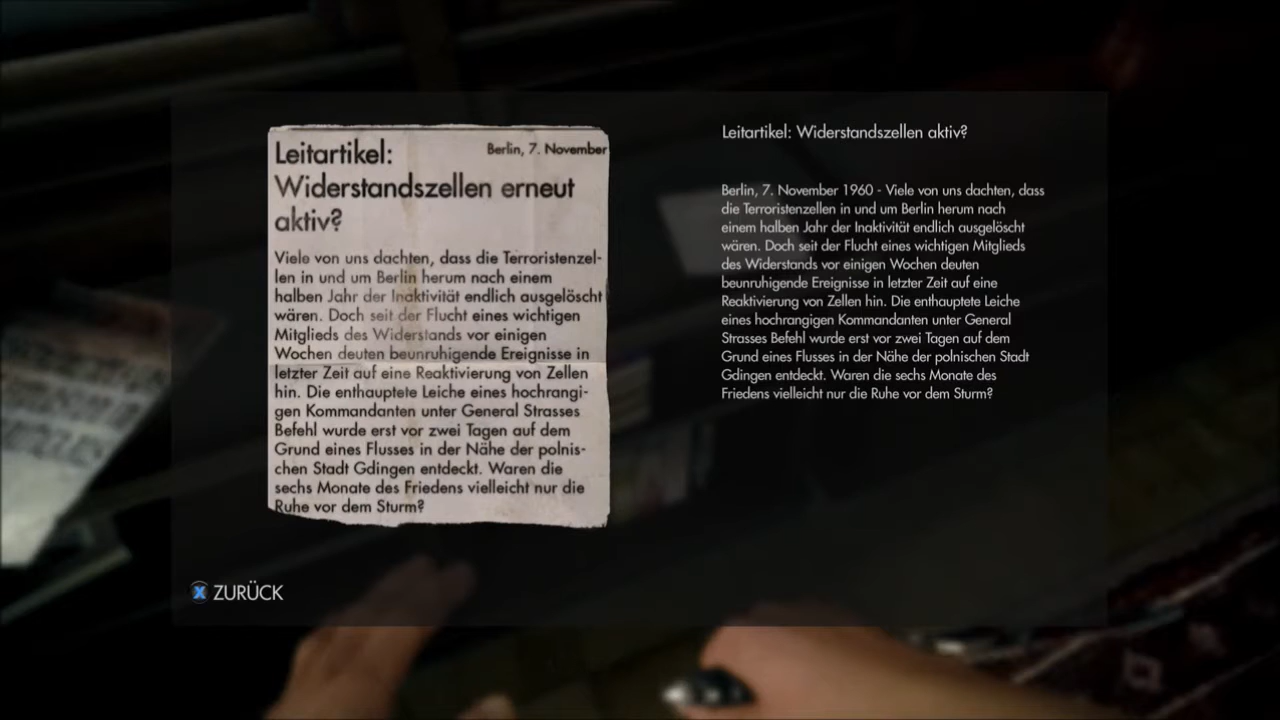 Leitartikel:
Berlin, 7. November
Widerstandszellen erneut
aktiv?
Viele von uns dachten, dass die Terroristenzel-
len in und um Berlin herum nach einem
halben Jahr der Inaktivität endlich ausgelöscht
wären. Doch seit der Flucht eines wichtigen
Mitglieds des Widerstands vor einigen
Wochen deuten beunruhigende Ereignisse in
letzter Zeit auf eine Reaktivierung von Zellen
hin. Die enthauptete Leiche eines hochrangi-
gen Kommandanten unter General Strasses
Befehl wurde erst vor zwei Tagen auf dem
Grund eines Flusses in der Nähe der polnis-
chen Stadt Gdingen entdeckt. Waren die
sechs Monate des Friedens vielleicht nur die
Ruhe vor dem Sturm?
Leitartikel: Widerstandszellen aktiv?
Berlin, 7. November 1960 - Viele von uns dachten, dass
die Terroristenzellen in und um Berlin herum nach
einem halben Jahr der Inaktivität endlich ausgelöscht
wären. Doch seit der Flucht eines wichtigen Mitglieds
des Widerstands vor einigen Wochen deuten
beunruhigende Ereignisse in letzter Zeit auf eine
Reaktivierung von Zellen hin. Die enthauptete Leiche
eines hochrangigen Kommandanten unter General
Strasses Befehl wurde erst vor zwei Tagen auf dem
Grund eines Flusses in der Nähe der polnischen Stadt
Gdingen entdeckt. Waren die sechs Monate des
Friedens vielleicht nur die Ruhe vor dem Sturm?
X ZURÜCK